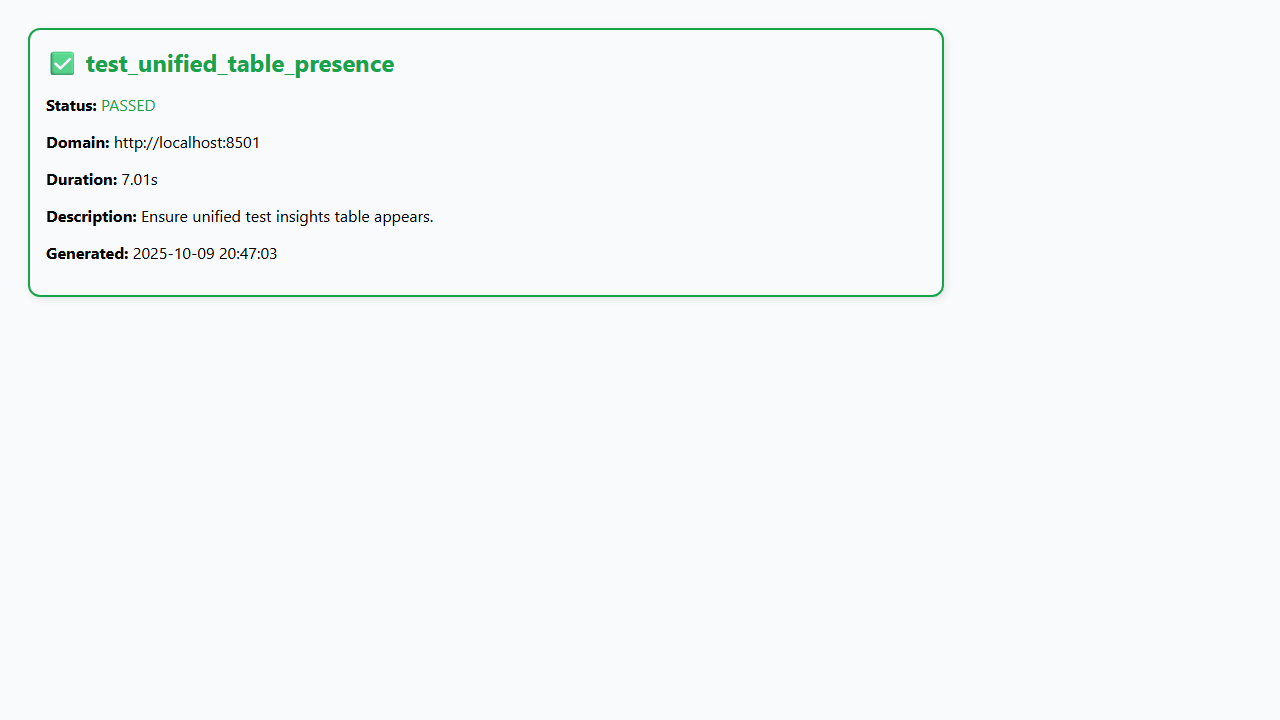 ✅ test_unified_table_presence
Status: PASSED
Domain: http://localhost:8501
Duration: 7.01s
Description: Ensure unified test insights table appears.
Generated: 2025-10-09 20:47:03